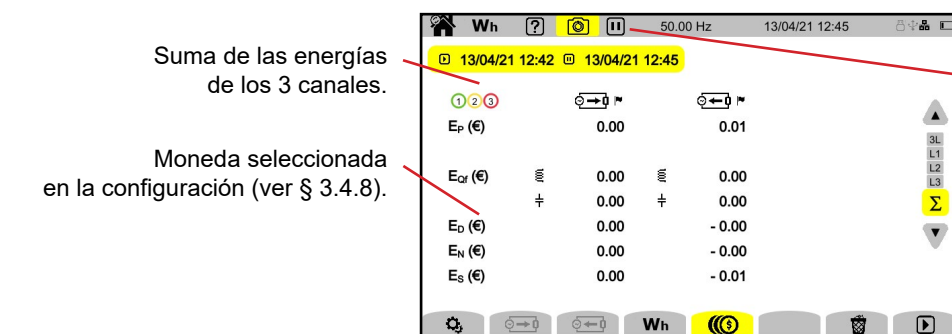 Suma de las energías
de los 3 canales.
Moneda seleccionada
en la configuración (ver § 3.4.8).
Wh ? 50.00 Hz 13/04/21 12:45
13/04/21 12:42 13/04/21 12:45
1 2 3
EP (€) 0.00 0.01
EQf (€) 0.00 0.00
0.00 0.00
ED (€) 0.00 - 0.00
EN (€) 0.00 - 0.00
ES (€) 0.00 - 0.01
3L
L1
L2
L3
Σ
Wh $